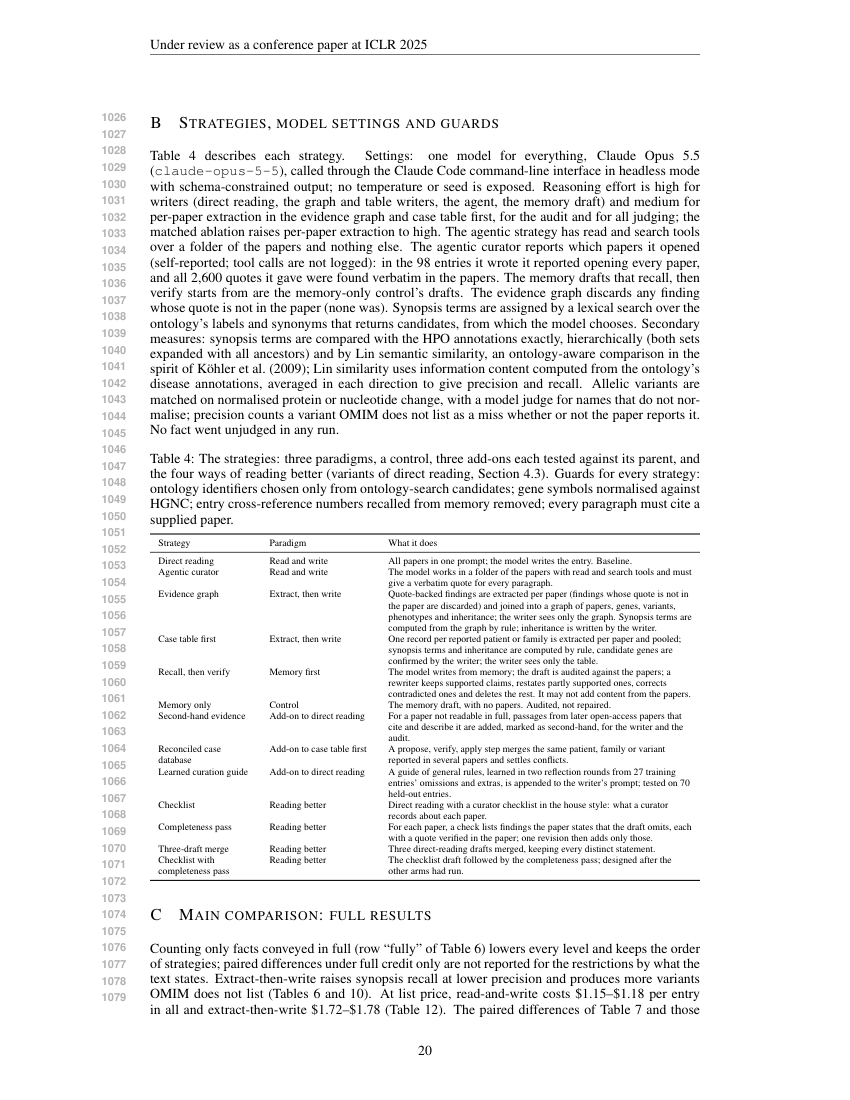 Under review as a conference paper at ICLR 2025
1026
1027
1028
1029
1030
1031
1032
1033
1034
1035
1036
1037
1038
1039
1040
1041
1042
1043
1044
1045
1046
1047
1048
1049
1050
1051
1052
1053
1054
1055
1056
1057
1058
1059
1060
1061
1062
1063
1064
1065
1066
1067
1068
1069
1070
1071
1072
1073
1074
1075
1076
1077
1078
1079
B STRATEGIES, MODEL SETTINGS AND GUARDS
Table 4 describes each strategy. Settings: one model for everything, Claude Opus 5.5
(claude-opus-5-5), called through the Claude Code command-line interface in headless mode
with schema-constrained output; no temperature or seed is exposed. Reasoning effort is high for
writers (direct reading, the graph and table writers, the agent, the memory draft) and medium for
per-paper extraction in the evidence graph and case table first, for the audit and for all judging; the
matched ablation raises per-paper extraction to high. The agentic strategy has read and search tools
over a folder of the papers and nothing else. The agentic curator reports which papers it opened
(self-reported; tool calls are not logged): in the 98 entries it wrote it reported opening every paper,
and all 2,600 quotes it gave were found verbatim in the papers. The memory drafts that recall, then
verify starts from are the memory-only control's drafts. The evidence graph discards any finding
whose quote is not in the paper (none was). Synopsis terms are assigned by a lexical search over the
ontology's labels and synonyms that returns candidates, from which the model chooses. Secondary
measures: synopsis terms are compared with the HPO annotations exactly, hierarchically (both sets
expanded with all ancestors) and by Lin semantic similarity, an ontology-aware comparison in the
spirit of Köhler et al. (2009); Lin similarity uses information content computed from the ontology's
disease annotations, averaged in each direction to give precision and recall. Allelic variants are
matched on normalised protein or nucleotide change, with a model judge for names that do not nor-
malise; precision counts a variant OMIM does not list as a miss whether or not the paper reports it.
No fact went unjudged in any run.
Table 4: The strategies: three paradigms, a control, three add-ons each tested against its parent, and
the four ways of reading better (variants of direct reading, Section 4.3). Guards for every strategy:
ontology identifiers chosen only from ontology-search candidates; gene symbols normalised against
HGNC; entry cross-reference numbers recalled from memory removed; every paragraph must cite a
supplied paper.
Strategy Paradigm What it does
Direct reading Read and write All papers in one prompt; the model writes the entry. Baseline.
Agentic curator Read and write The model works in a folder of the papers with read and search tools and must
give a verbatim quote for every paragraph.
Evidence graph Extract, then write Quote-backed findings are extracted per paper (findings whose quote is not in
the paper are discarded) and joined into a graph of papers, genes, variants,
phenotypes and inheritance; the writer sees only the graph. Synopsis terms are
computed from the graph by rule; inheritance is written by the writer.
Case table first Extract, then write One record per reported patient or family is extracted per paper and pooled;
synopsis terms and inheritance are computed by rule, candidate genes are
confirmed by the writer; the writer sees only the table.
Recall, then verify Memory first The model writes from memory; the draft is audited against the papers; a
rewriter keeps supported claims, restates partly supported ones, corrects
contradicted ones and deletes the rest. It may not add content from the papers.
Memory only Control The memory draft, with no papers. Audited, not repaired.
Second-hand evidence Add-on to direct reading For a paper not readable in full, passages from later open-access papers that
cite and describe it are added, marked as second-hand, for the writer and the
audit.
Reconciled case Add-on to case table first A propose, verify, apply step merges the same patient, family or variant
database reported in several papers and settles conflicts.
Learned curation guide Add-on to direct reading A guide of general rules, learned in two reflection rounds from 27 training
entries' omissions and extras, is appended to the writer's prompt; tested on 70
held-out entries.
Checklist Reading better Direct reading with a curator checklist in the house style: what a curator
records about each paper.
Completeness pass Reading better For each paper, a check lists findings the paper states that the draft omits, each
with a quote verified in the paper; one revision then adds only those.
Three-draft merge Reading better Three direct-reading drafts merged, keeping every distinct statement.
Checklist with Reading better The checklist draft followed by the completeness pass; designed after the
completeness pass other arms had run.
C MAIN COMPARISON: FULL RESULTS
Counting only facts conveyed in full (row “fully” of Table 6) lowers every level and keeps the order
of strategies; paired differences under full credit only are not reported for the restrictions by what the
text states. Extract-then-write raises synopsis recall at lower precision and produces more variants
OMIM does not list (Tables 6 and 10). At list price, read-and-write costs $1.15–$1.18 per entry
in all and extract-then-write $1.72–$1.78 (Table 12). The paired differences of Table 7 and those
20